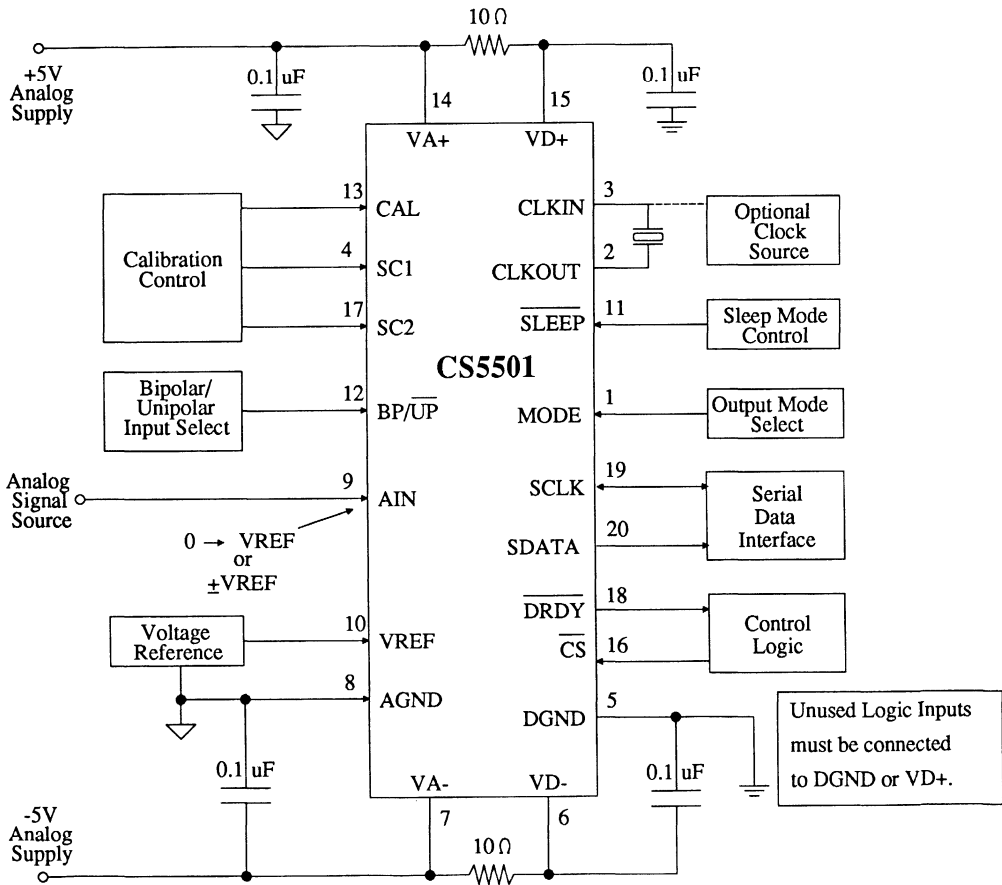 10 Ω
+5V
Analog
Supply
0.1 uF
14
15
0.1 uF
VA+
VD+
Calibration
Control
13
CAL
4
SC1
17
SC2
CLKIN
3
Optional
Clock
Source
CLKOUT
2
SLEEP
11
Sleep Mode
Control
CS5501
Bipolar/
Unipolar
Input Select
12
BP/UP
MODE
1
Output Mode
Select
Analog
Signal
Source
9
AIN
0 → VREF
or
±VREF
SCLK
19
SDATA
20
Serial
Data
Interface
DRDY
18
CS
16
Control
Logic
Voltage
Reference
10
VREF
8
AGND
DGND
5
Unused Logic Inputs
must be connected
to DGND or VD+.
0.1 uF
0.1 uF
VA-
VD-
7
6
-5V
Analog
Supply
10 Ω